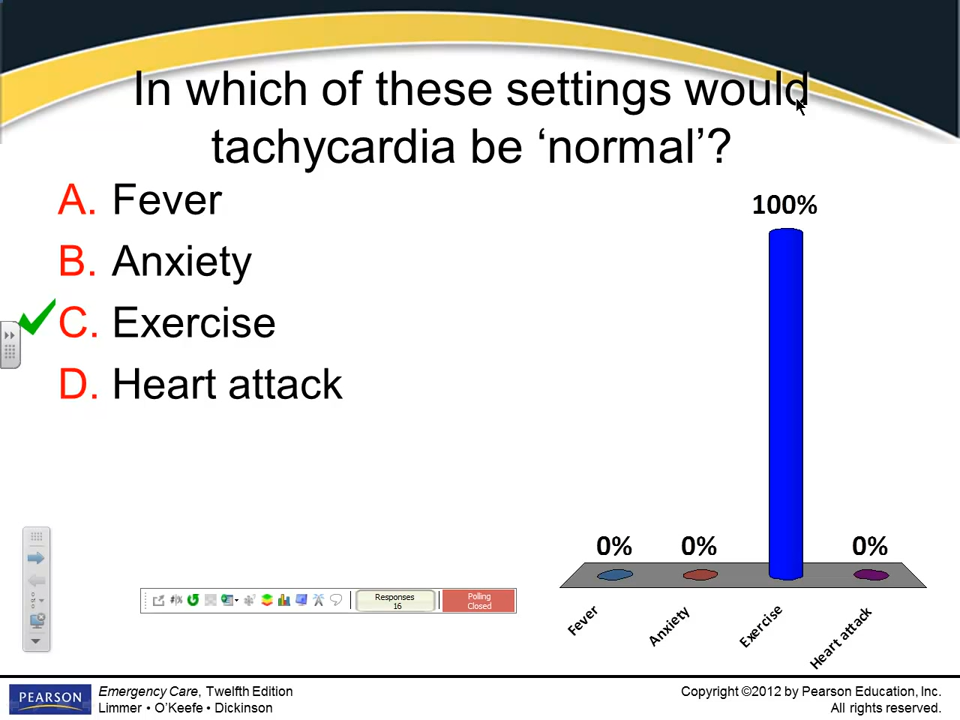 In which of these settings would
tachycardia be ‘normal’?
A. Fever
B. Anxiety
C. Exercise
D. Heart attack
100%
0%
0%
0%
Fever
Anxiety
Exercise
Heart attack
Responses
16
Polling
Closed
PEARSON
Emergency Care, Twelfth Edition
Limmer • O’Keefe • Dickinson
Copyright ©2012 by Pearson Education, Inc.
All rights reserved.